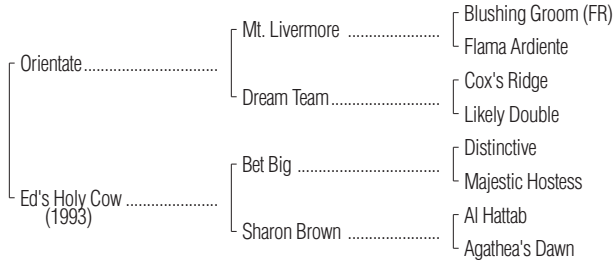 Blushing Groom (FR)
Mt. Livermore ......................
Flama Ardiente
Orientate................................
Cox's Ridge
Dream Team..........................
Likely Double
Distinctive
Bet Big ..................................
Majestic Hostess
Ed's Holy Cow ......................
(1993)
Al Hattab
Sharon Brown ......................
Agathea's Dawn